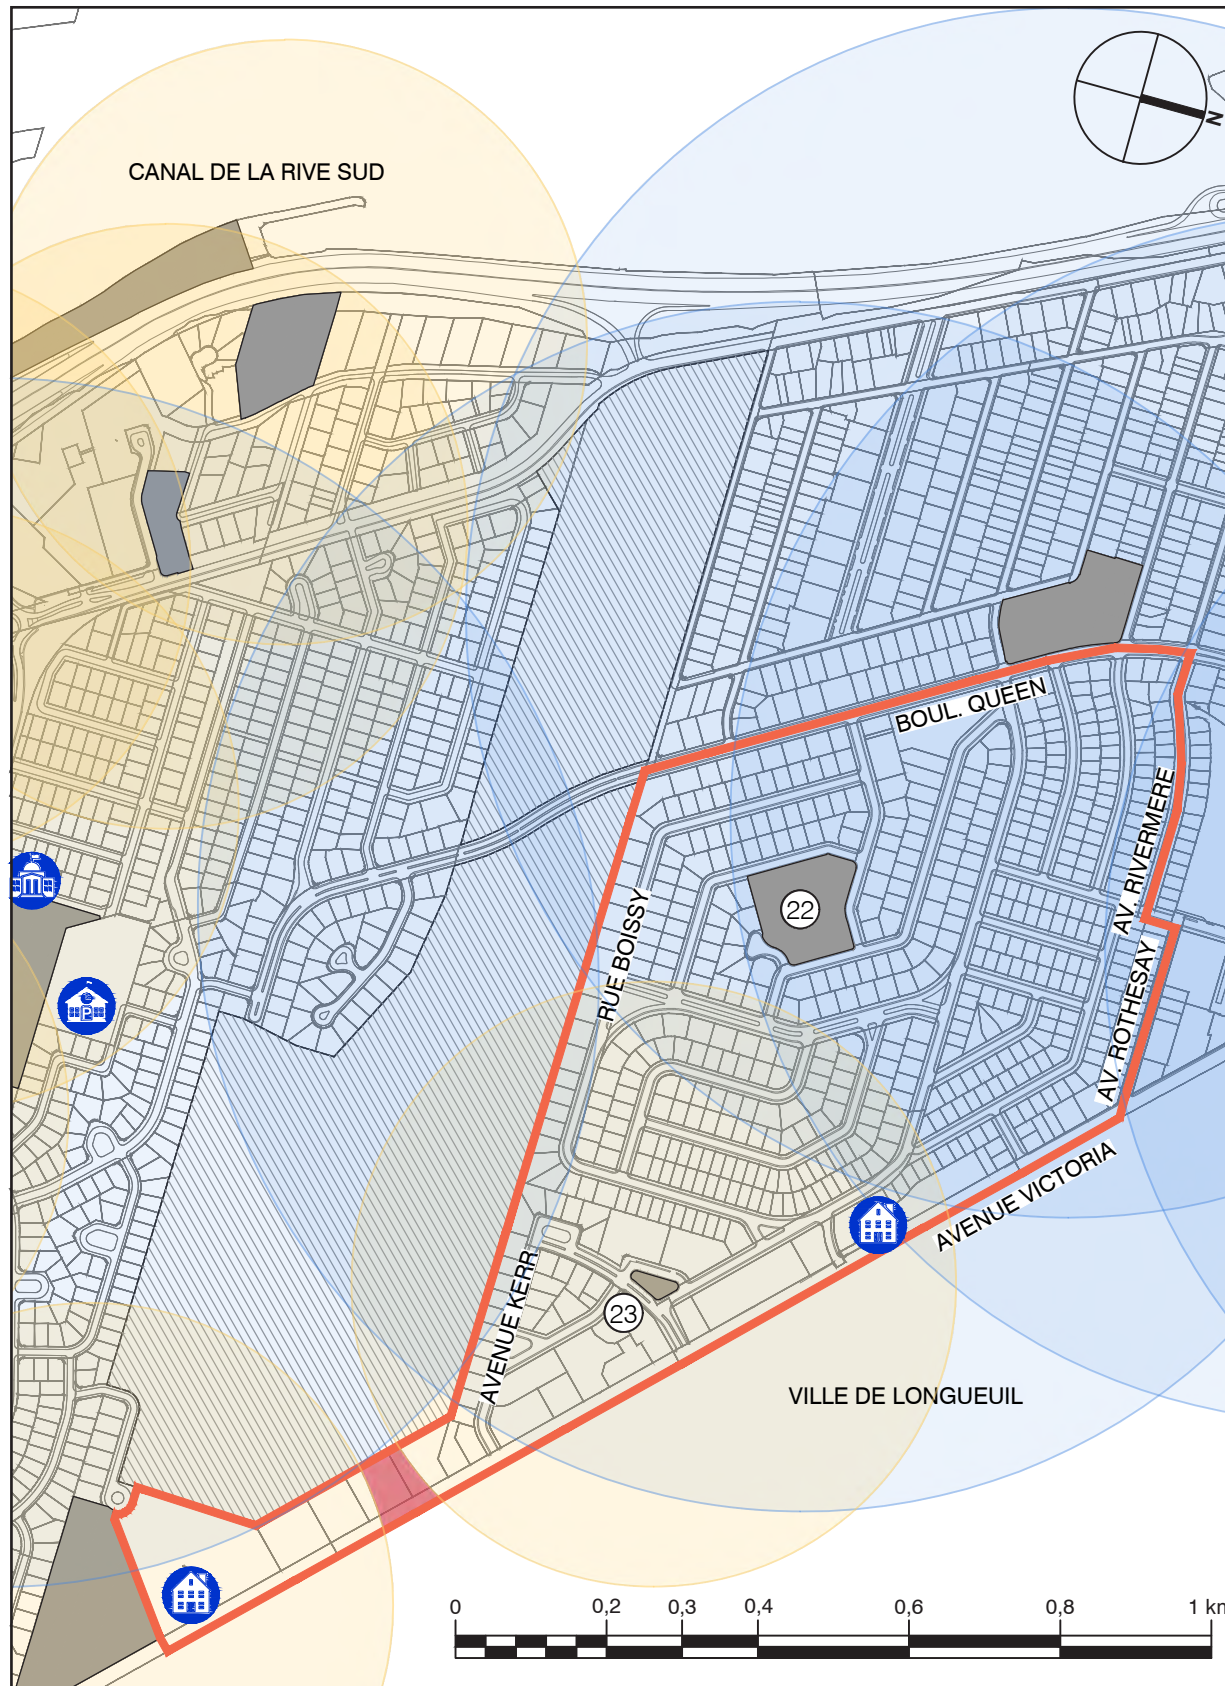 N
CANAL DE LA RIVE SUD
BOUL. QUEEN
AV. RIVERMERE
22
RUE BOISSY
AV. ROTHESAY
AVENUE VICTORIA
AVENUE KERR
23
P
VILLE DE LONGUEUIL
0 0,2 0,3 0,4 0,6 0,8 1 km